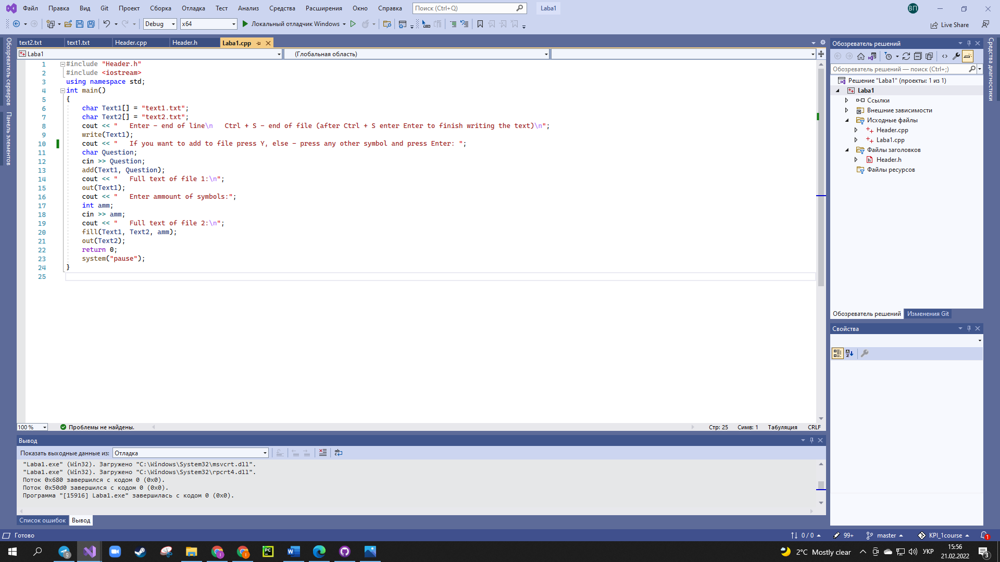 Файл Правка Вид Git Проект Сборка Отладка Тест Анализ Средства Расширения Окно Справка Поиск (Ctrl+Q) Laba1 ВП
Debug x64 Локальный отладчик Windows Live Share
Обозреватель серверов
Панель элементов
text2.txt text1.txt Header.cpp Header.h Laba1.cpp
Laba1 (Глобальная область)
1 #include "Header.h"
2 #include <iostream>
3 using namespace std;
4 int main()
5 {
6 char Text1[] = "text1.txt";
7 char Text2[] = "text2.txt";
8 cout << "   Enter - end of line\n   Ctrl + S - end of file (after Ctrl + S enter Enter to finish writing the text)\n";
9 write(Text1);
10 cout << "   If you want to add to file press Y, else - press any other symbol and press Enter: ";
11 char Question;
12 cin >> Question;
13 add(Text1, Question);
14 cout << "   Full text of file 1:\n";
15 out(Text1);
16 cout << "   Enter ammount of symbols:";
17 int amm;
18 cin >> amm;
19 cout << "   Full text of file 2:\n";
20 fill(Text1, Text2, amm);
21 out(Text2);
22 return 0;
23 system("pause");
24 }
25
100 % Проблемы не найдены. Стр: 25 Симв: 1 Табуляция CRLF
Вывод
Показать выходные данные из: Отладка
"Laba1.exe" (Win32). Загружено "C:\Windows\System32\msvcrt.dll".
"Laba1.exe" (Win32). Загружено "C:\Windows\System32\rpcrt4.dll".
Поток 0x680 завершился с кодом 0 (0x0).
Поток 0x50d0 завершился с кодом 0 (0x0).
Программа "[15916] Laba1.exe" завершилась с кодом 0 (0x0).
Список ошибок Вывод
Обозреватель решений
Обозреватель решений — поиск (Ctrl+;)
Решение "Laba1" (проекты: 1 из 1)
Laba1
Ссылки
Внешние зависимости
Исходные файлы
Header.cpp
Laba1.cpp
Файлы заголовков
Header.h
Файлы ресурсов
Обозреватель решений Изменения Git
Свойства
Средства диагностики
Готово 0 / 0 99+ master KPI_1course 1
9 PC 2°C Mostly clear УКР 15:56
21.02.2022 3